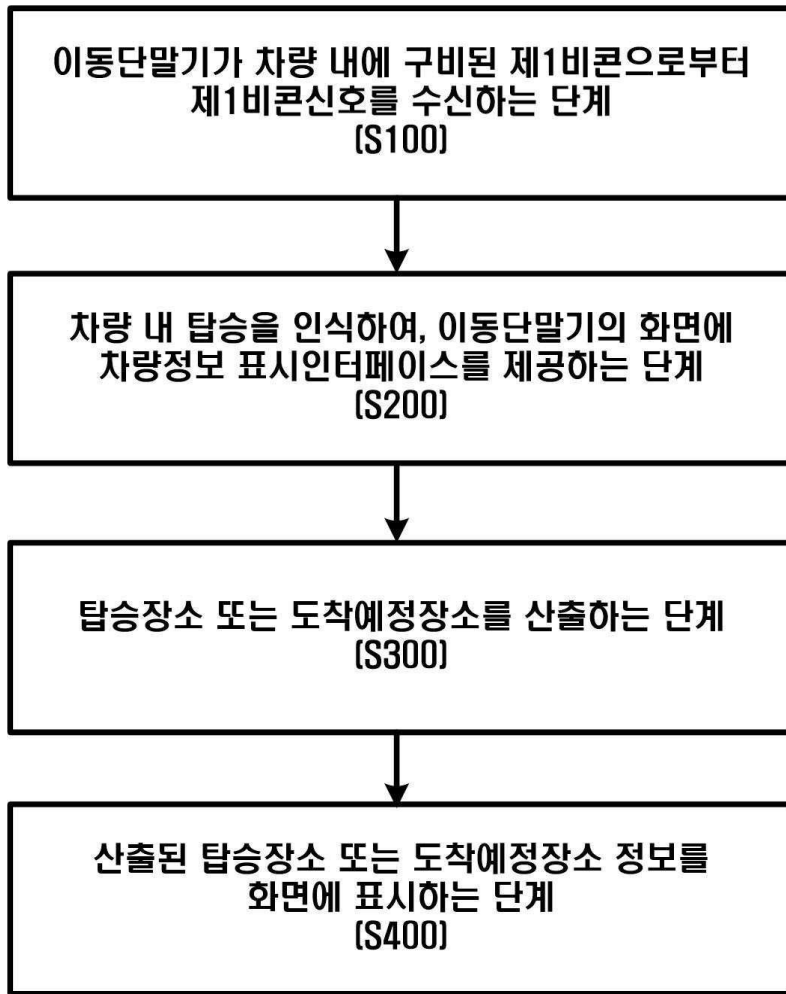 이동단말기가 차량 내에 구비된 제1비콘으로부터
제1비콘신호를 수신하는 단계
(S100)
차량 내 탑승을 인식하여, 이동단말기의 화면에
차량정보 표시인터페이스를 제공하는 단계
(S200)
탑승장소 또는 도착예정장소를 산출하는 단계
(S300)
산출된 탑승장소 또는 도착예정장소 정보를
화면에 표시하는 단계
(S400)